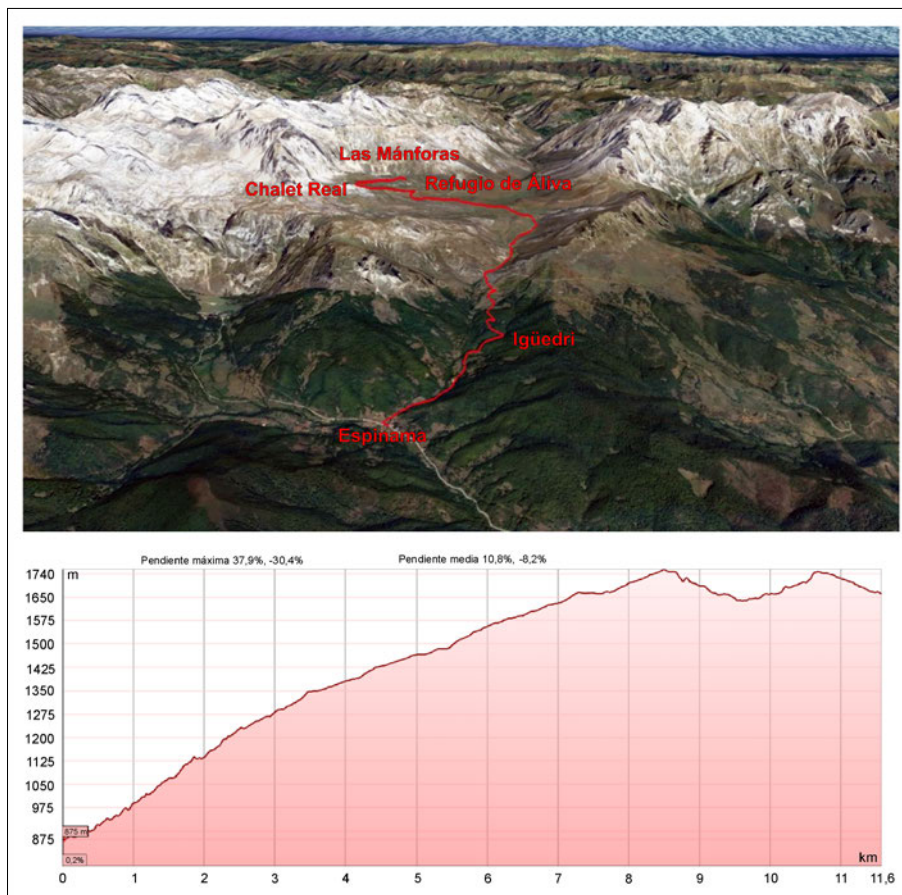 Las Mánforas
Chalet Real
Refugio de Áliva
Igüedri
Espinama
Pendiente máxima 37,9%, -30,4%
Pendiente media 10,8%, -8,2%
1740 m
1650
1575
1500
1425
1350
1275
1200
1125
1050
975
875
875 m
0,2%
km
0 1 2 3 4 5 6 7 8 9 10 11 11,6